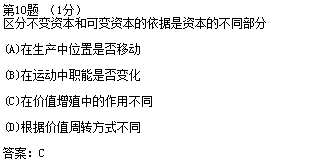 第10题 （1分）
区分不变资本和可变资本的依据是资本的不同部分
(A)在生产中位置是否移动
(B)在运动中职能是否变化
(C)在价值增殖中的作用不同
(D)根据价值周转方式不同
答案：C